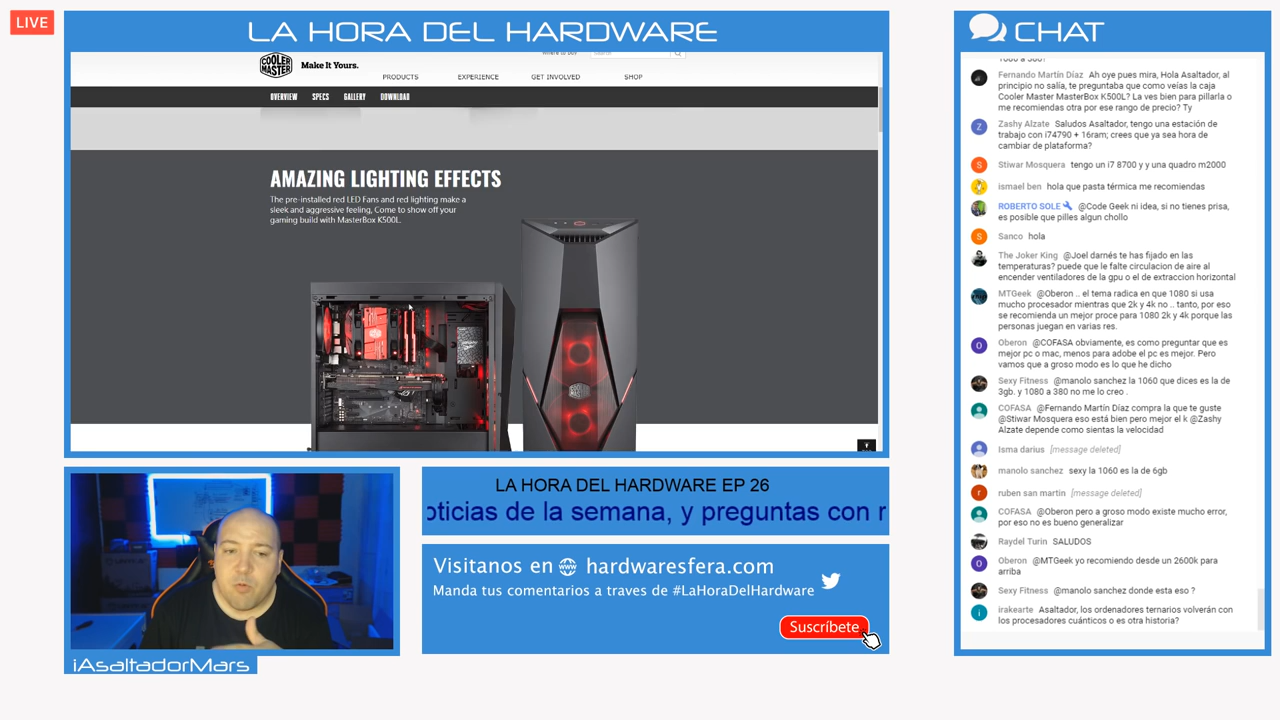 LIVE
LA HORA DEL HARDWARE
COOLER MASTER
Make It Yours.
PRODUCTS EXPERIENCE GET INVOLVED SHOP
OVERVIEW SPECS GALLERY DOWNLOAD
AMAZING LIGHTING EFFECTS
The pre-installed red LED Fans and red lighting make a
sleek and aggressive feeling, Come to show off your
gaming build with MasterBox K500L.
iAsaltadorMars
LA HORA DEL HARDWARE EP 26
oticias de la semana, y preguntas con r
Visitanos en www hardwaresfera.com
Manda tus comentarios a traves de #LaHoraDelHardware
Suscríbete
CHAT
Fernando Martín Díaz Ah oye pues mira, Hola Asaltador, al
principio no salía, te preguntaba que como veías la caja
Cooler Master MasterBox K500L? La ves bien para pillarla o
me recomiendas otra por ese rango de precio? Ty
Z Zashy Alzate Saludos Asaltador, tengo una estación de
trabajo con i74790 + 16ram; crees que ya sea hora de
cambiar de plataforma?
S Stiwar Mosquera tengo un i7 8700 y y una quadro m2000
ismael ben hola que pasta térmica me recomiendas
ROBERTO SOLE @Code Geek ni idea, si no tienes prisa,
es posible que pilles algun chollo
S Sanco hola
The Joker King @Joel darnés te has fijado en las
temperaturas? puede que le falte circulacion de aire al
encender ventiladores de la gpu o el de extraccion horizontal
MTGeek @Oberon .. el tema radica en que 1080 si usa
mucho procesador mientras que 2k y 4k no .. tanto, por eso
se recomienda un mejor proce para 1080 2k y 4k porque las
personas juegan en varias res.
O Oberon @COFASA obviamente, es como preguntar que es
mejor pc o mac, menos para adobe el pc es mejor. Pero
vamos que a groso modo es lo que he dicho
Sexy Fitness @manolo sanchez la 1060 que dices es la de
3gb. y 1080 a 380 no me lo creo .
COFASA @Fernando Martín Díaz compra la que te guste
@Stiwar Mosquera eso está bien pero mejor el k @Zashy
Alzate depende como sientas la velocidad
Isma darius [message deleted]
manolo sanchez sexy la 1060 es la de 6gb
r ruben san martin [message deleted]
COFASA @Oberon pero a groso modo existe mucho error,
por eso no es bueno generalizar
Raydel Turin SALUDOS
O Oberon @MTGeek yo recomiendo desde un 2600k para
arriba
Sexy Fitness @manolo sanchez donde esta eso ?
i irakearte Asaltador, los ordenadores ternarios volverán con
los procesadores cuánticos o es otra historia?